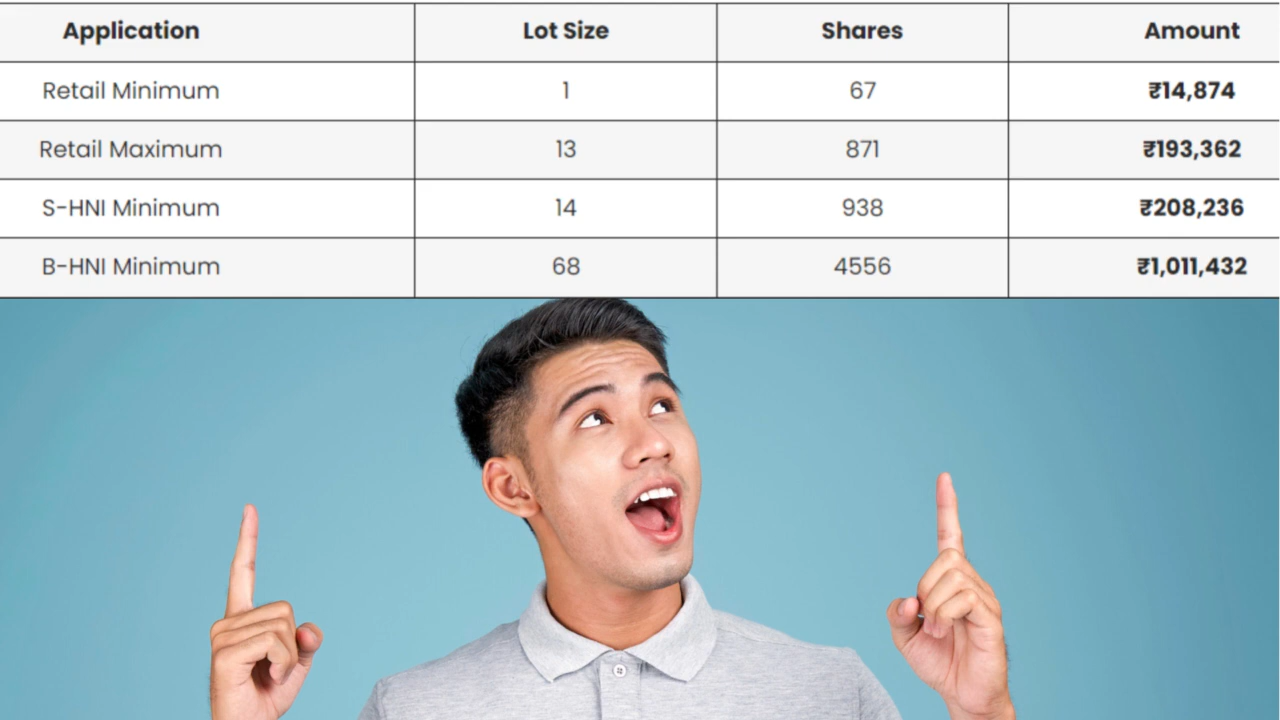 Application Lot Size Shares Amount
Retail Minimum 1 67 ₹14,874
Retail Maximum 13 871 ₹193,362
S-HNI Minimum 14 938 ₹208,236
B-HNI Minimum 68 4556 ₹1,011,432